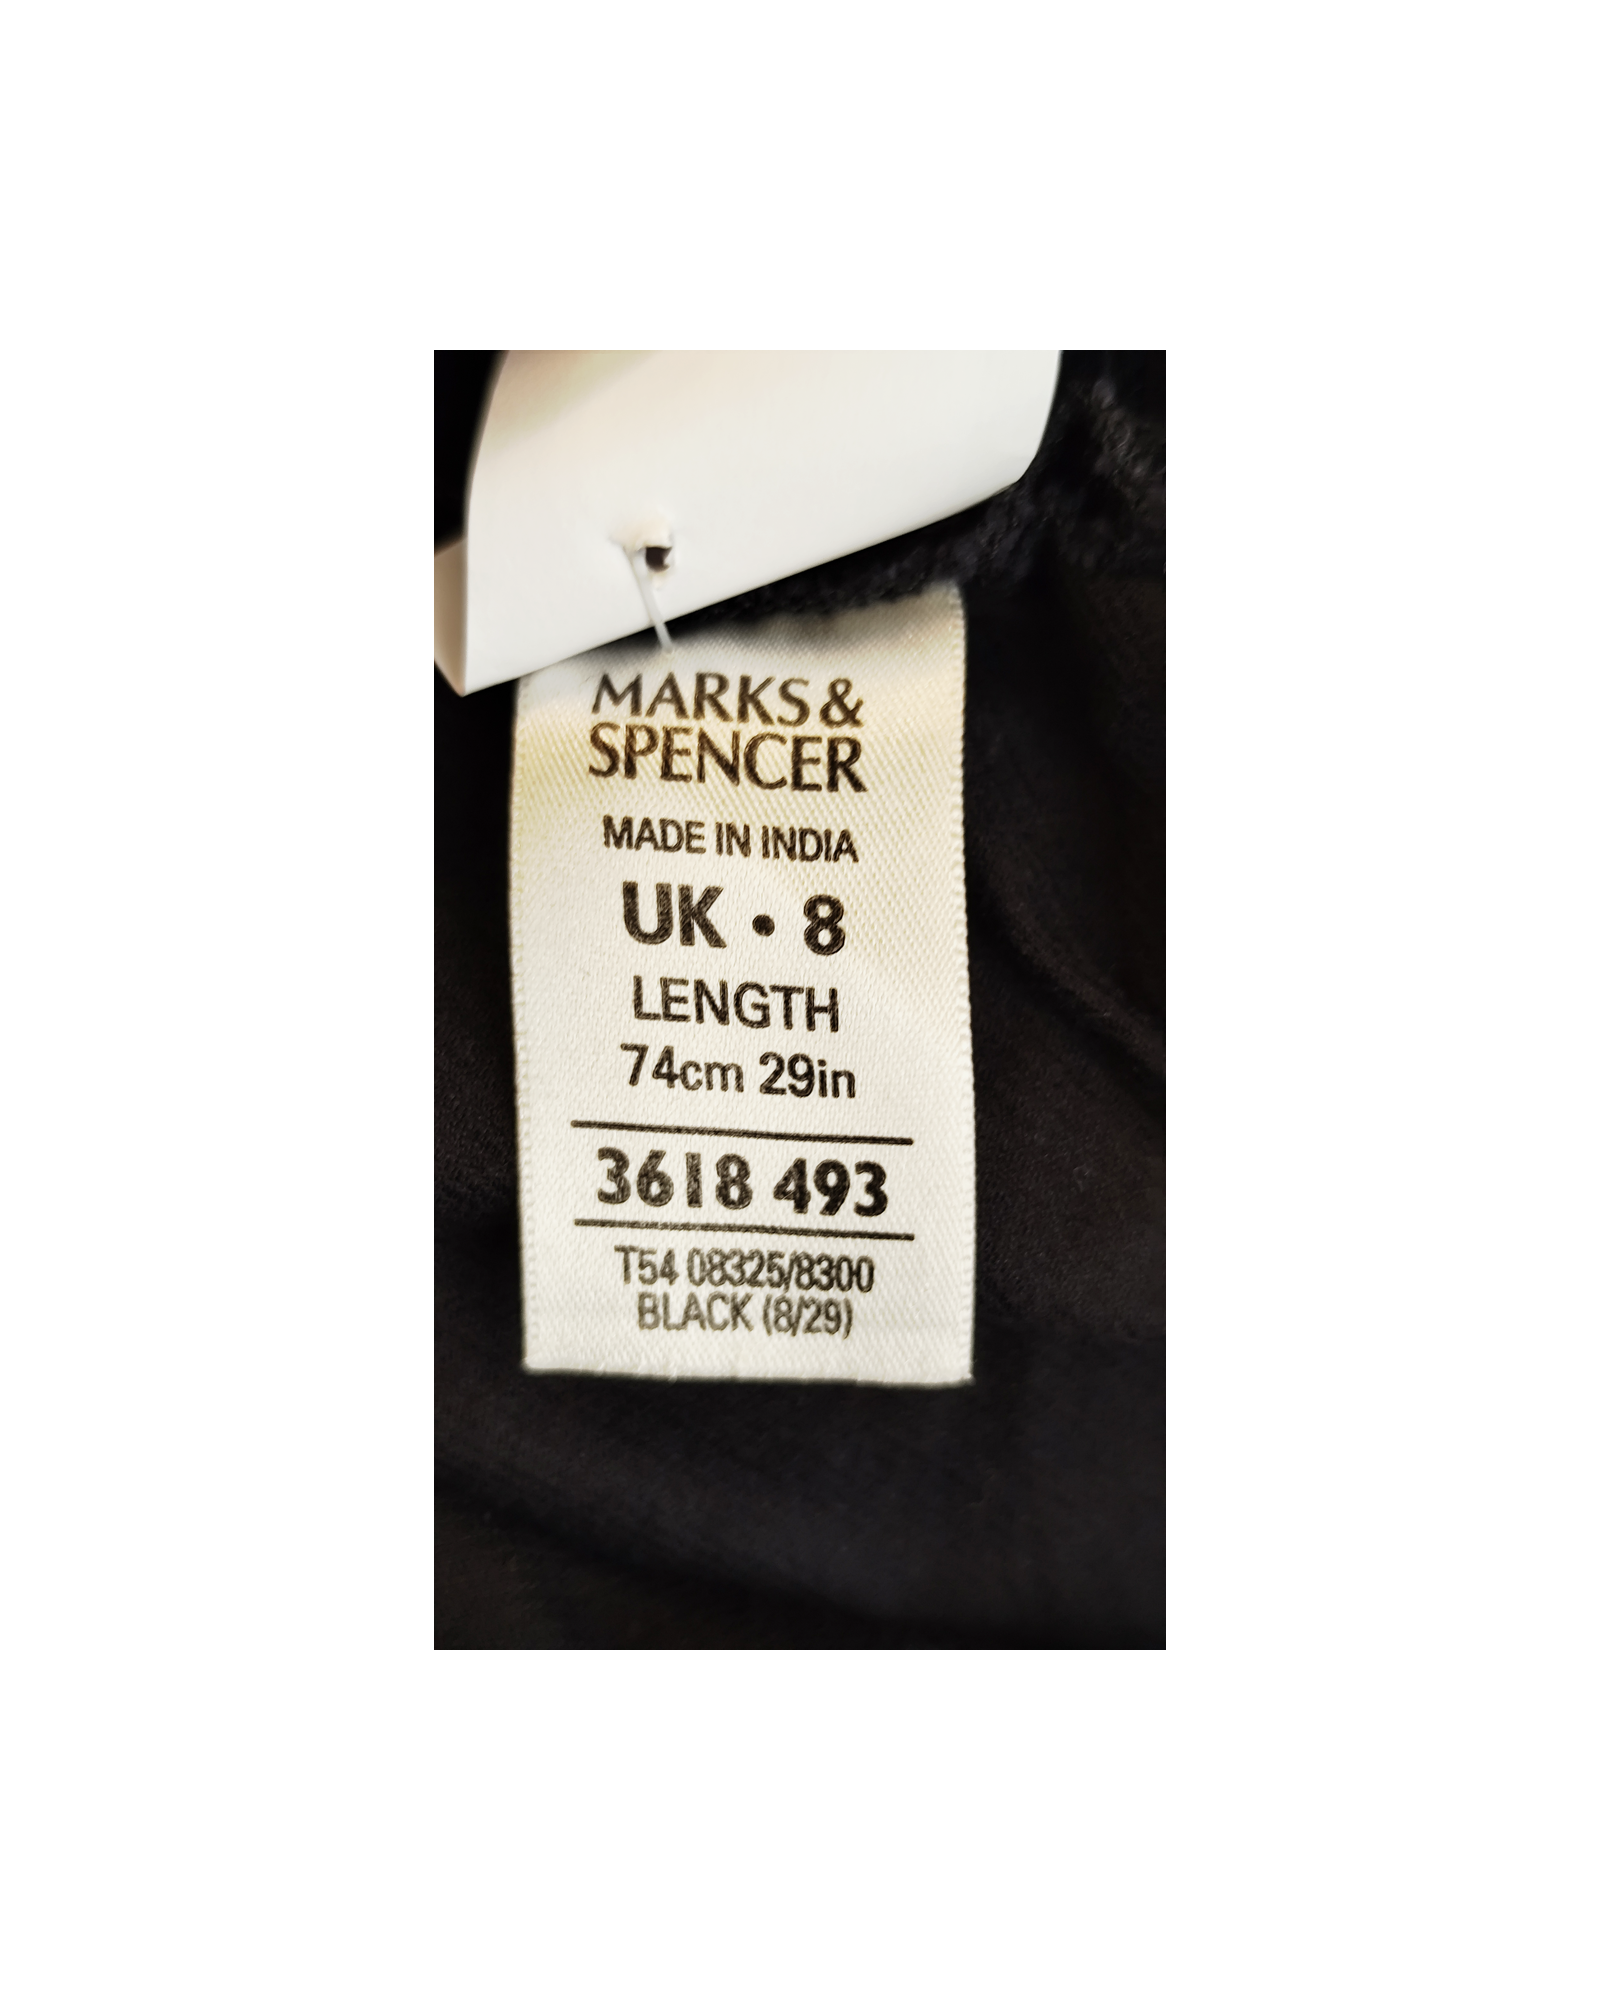 MARKS &
SPENCER
MADE IN INDIA
UK • 8
LENGTH
74cm 29in
3618 493
T54 08325/8300
BLACK (8/29)